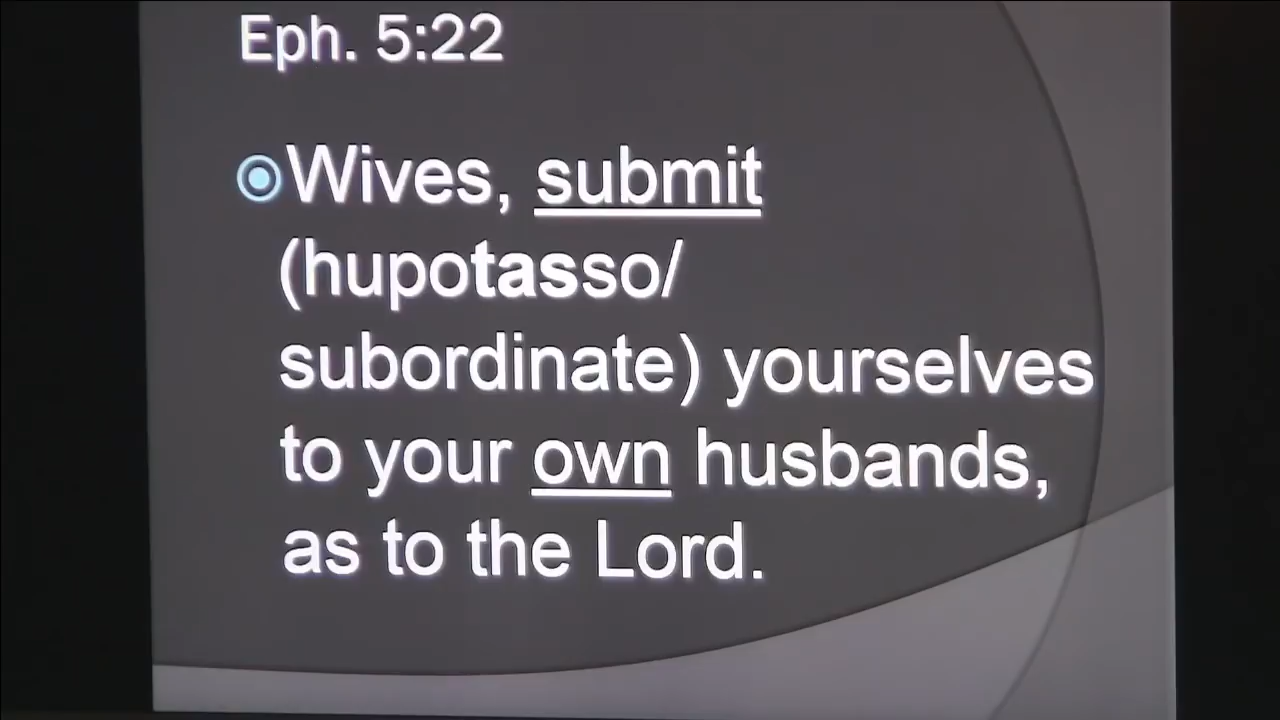 Eph. 5:22
Wives, submit
(hupotasso/
subordinate) yourselves
to your own husbands,
as to the Lord.